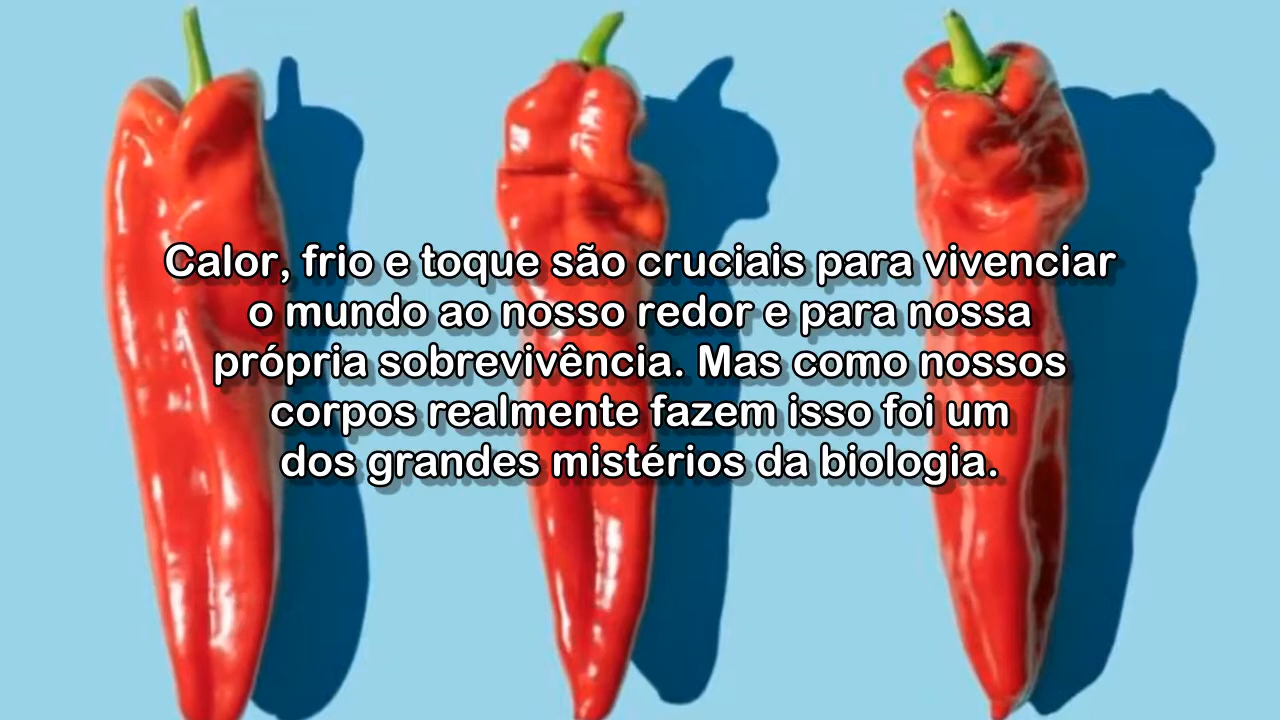 Calor, frio e toque são cruciais para vivenciar
o mundo ao nosso redor e para nossa
própria sobrevivência. Mas como nossos
corpos realmente fazem isso foi um
dos grandes mistérios da biologia.